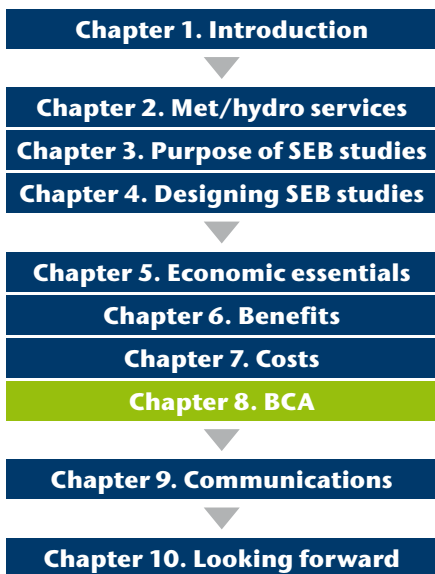 Chapter 1. Introduction
Chapter 2. Met/hydro services
Chapter 3. Purpose of SEB studies
Chapter 4. Designing SEB studies
Chapter 5. Economic essentials
Chapter 6. Benefits
Chapter 7. Costs
Chapter 8. BCA
Chapter 9. Communications
Chapter 10. Looking forward